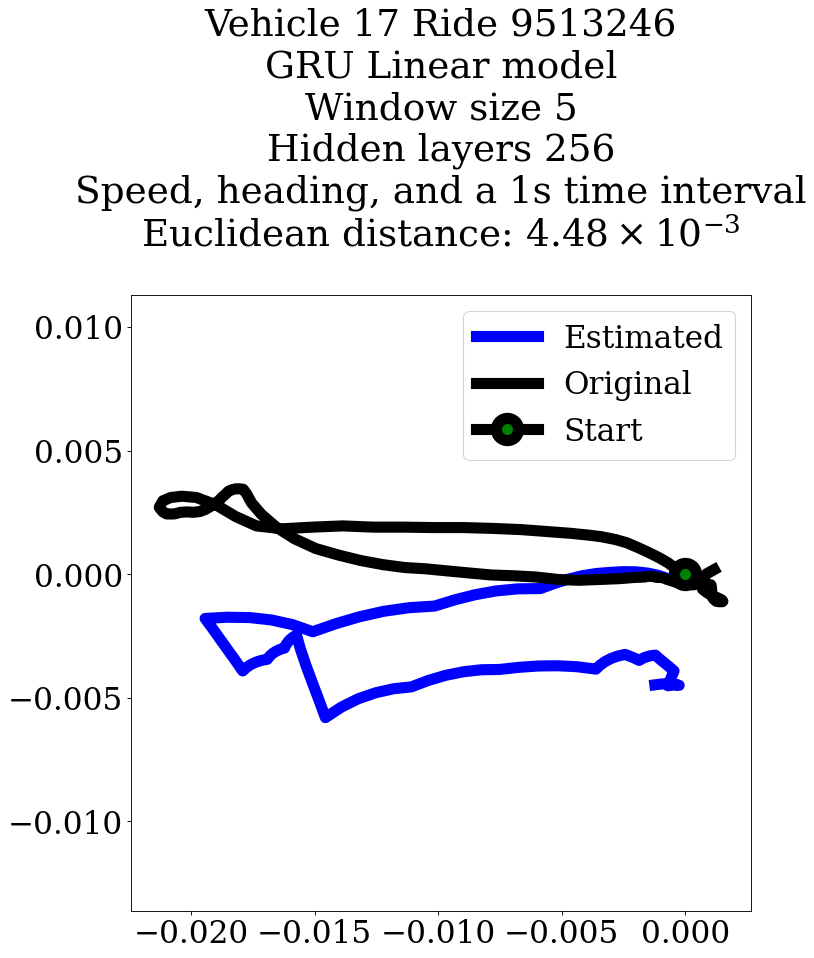 Vehicle 17 Ride 9513246
GRU Linear model
Window size 5
Hidden layers 256
Speed, heading, and a 1s time interval
Euclidean distance: 4.48 × 10⁻³
Estimated
Original
Start
0.010
0.005
0.000
−0.005
−0.010
−0.020 −0.015 −0.010 −0.005 0.000